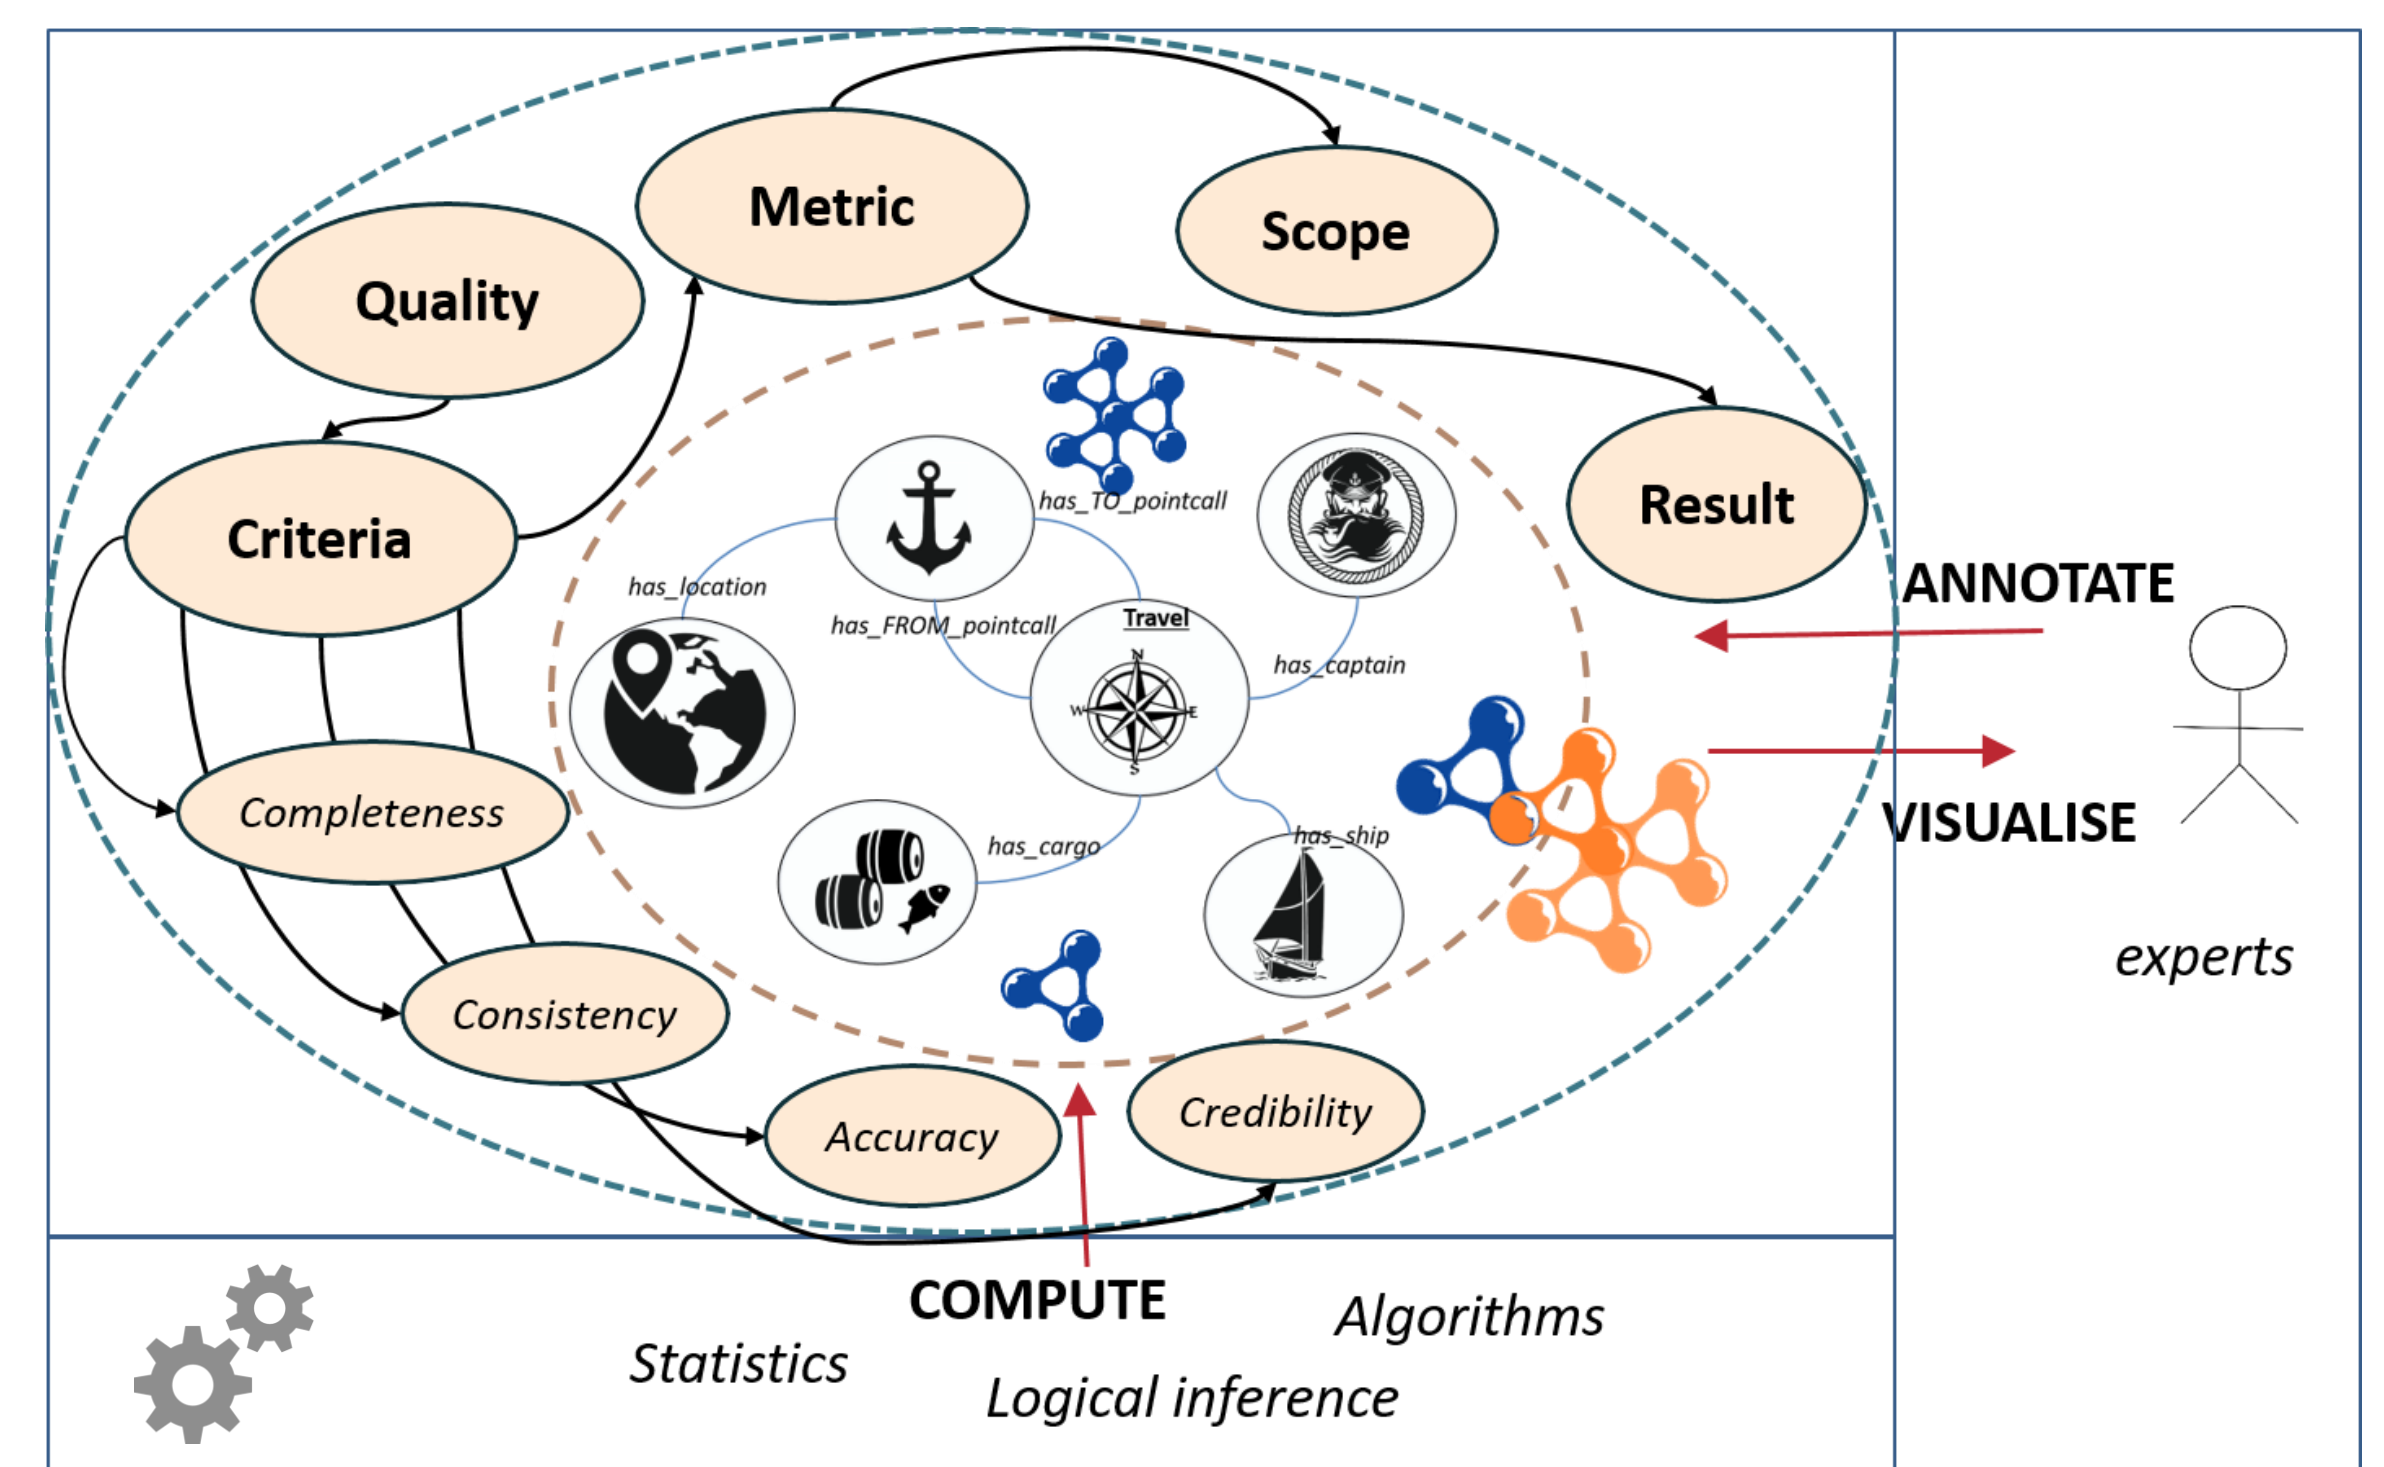 Metric
Scope
Quality
Result
Criteria
has_TO_pointcall
has_location
has_FROM_pointcall
Travel
has_captain
N
W
E
S
ANNOTATE
VISUALISE
experts
Completeness
has_cargo
has_ship
Consistency
Accuracy
Credibility
COMPUTE
Algorithms
Statistics
Logical inference